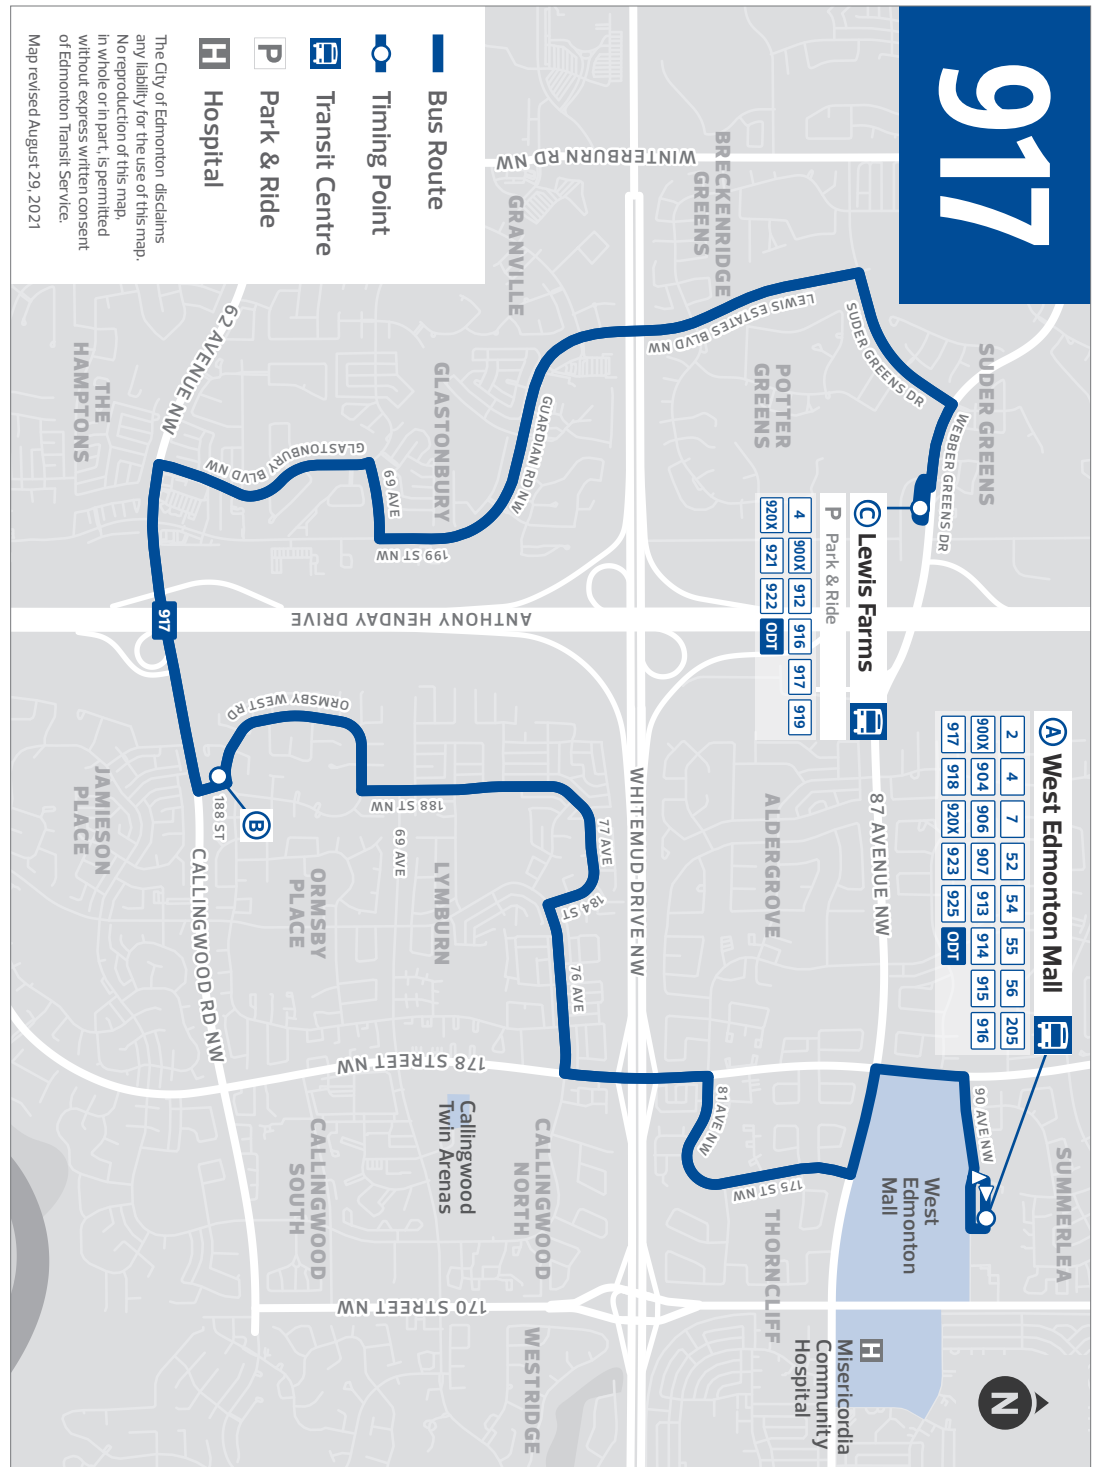 917
Bus Route
Timing Point
Transit Centre
P
Park & Ride
H
Hospital
The City of Edmonton disclaims
any liability for the use of this map.
No reproduction of this map,
in whole or in part, is permitted
without express written consent
of Edmonton Transit Service.
Map revised August 29, 2021
SUDER GREENS
SUMMERLEA
A West Edmonton Mall
2 4 7 52 54 55 56 205
900X 904 906 907 913 914 915 916
917 918 920X 923 925 ODT
WEBBER GREENS DR
SUDER GREENS DR
90 AVE NW
C Lewis Farms
P Park & Ride
4 900X 912 916 917 919
920X 921 922 ODT
87 AVENUE NW
West
Edmonton
Mall
H
Misericordia
Community
Hospital
BRECKENRIDGE
GREENS
LEWIS ESTATES BLVD NW
POTTER
GREENS
ALDERGROVE
THORNCLIFF
81 AVE NW
175 ST NW
WINTERBURN RD NW
WHITEMUD DRIVE NW
GRANVILLE
GUARDIAN RD NW
77 AVE
184 ST
76 AVE
CALLINGWOOD
NORTH
WESTRIDGE
GLASTONBURY
199 ST NW
69 AVE
GLASTONBURY BLVD NW
ANTHONY HENDAY DRIVE
LYMBURN
188 ST NW
69 AVE
178 STREET NW
Callingwood
Twin Arenas
170 STREET NW
ORMSBY WEST RD
ORMSBY
PLACE
CALLINGWOOD
SOUTH
B
188 ST
62 AVENUE NW
917
CALLINGWOOD RD NW
THE
HAMPTONS
JAMIESON
PLACE
N